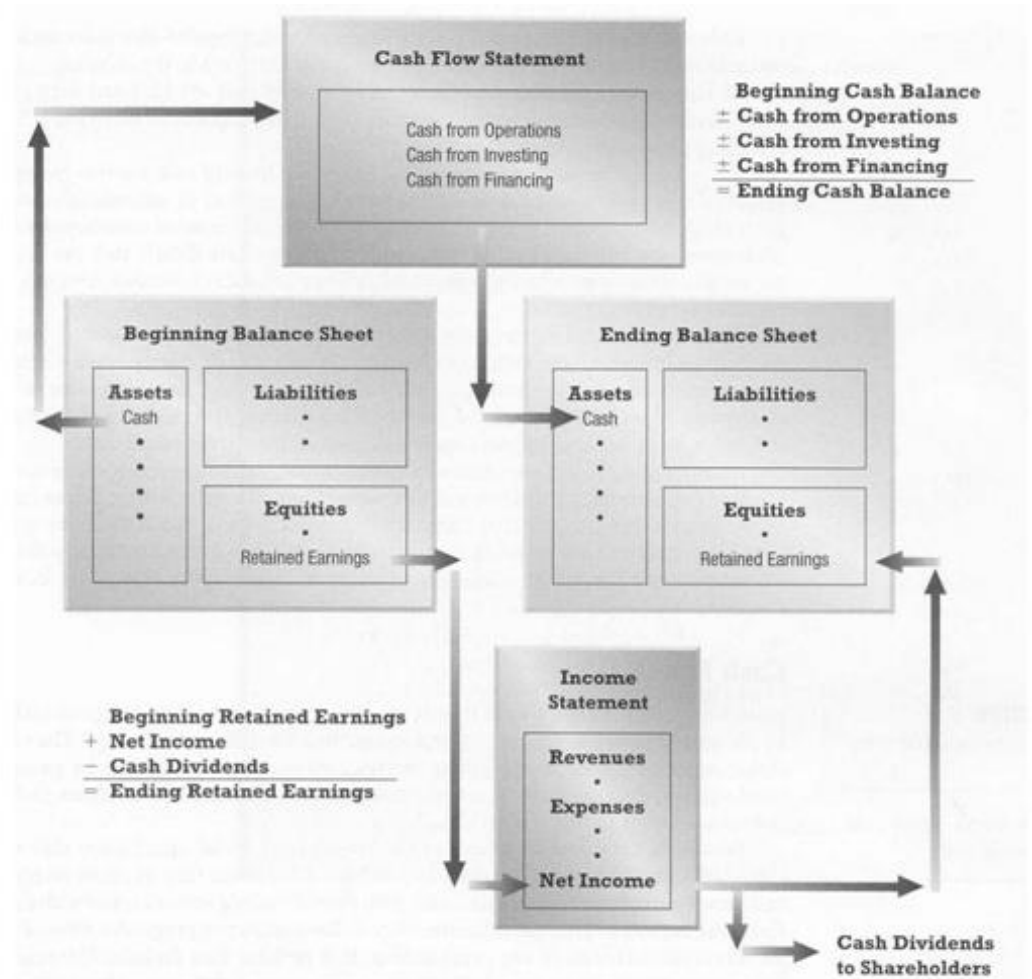 Cash Flow Statement
Cash from Operations
Cash from Investing
Cash from Financing
Beginning Cash Balance
± Cash from Operations
± Cash from Investing
± Cash from Financing
= Ending Cash Balance
Beginning Balance Sheet
Assets
Cash
Liabilities
Equities
Retained Earnings
Ending Balance Sheet
Assets
Cash
Liabilities
Equities
Retained Earnings
Income
Statement
Revenues
Expenses
Net Income
Beginning Retained Earnings
+ Net Income
− Cash Dividends
= Ending Retained Earnings
Cash Dividends
to Shareholders